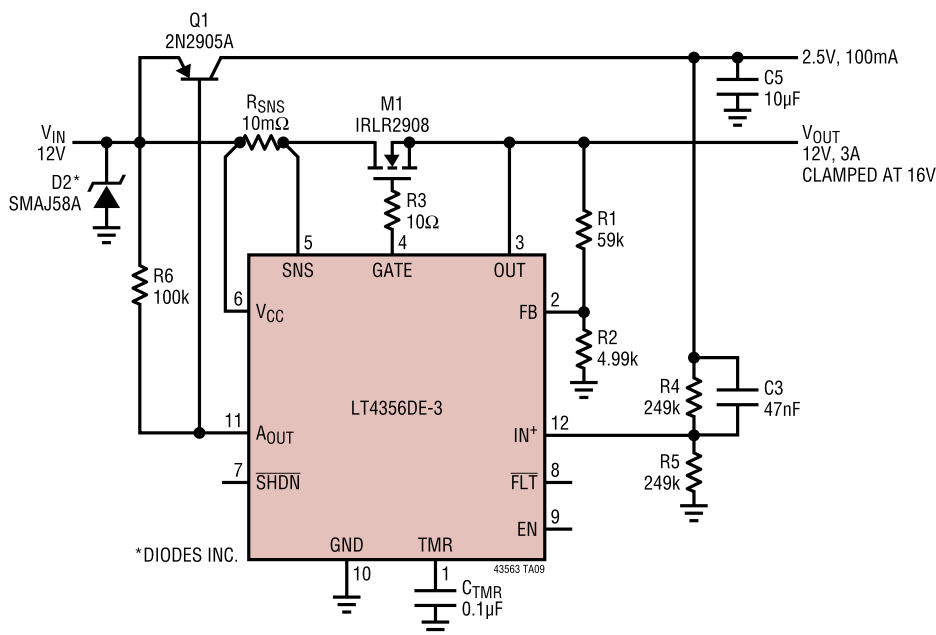 Q1
2N2905A
2.5V, 100mA
C5
10µF
RSNS
10mΩ
M1
IRLR2908
VIN
12V
VOUT
12V, 3A
CLAMPED AT 16V
D2*
SMAJ58A
R3
10Ω
R1
59k
5
4
3
SNS
GATE
OUT
R6
100k
6
VCC
FB
2
R2
4.99k
LT4356DE-3
R4
249k
C3
47nF
11
AOUT
IN+
12
7
SHDN
FLT
8
R5
249k
EN
9
*DIODES INC.
GND
TMR
43563 TA09
10
1
CTMR
0.1µF